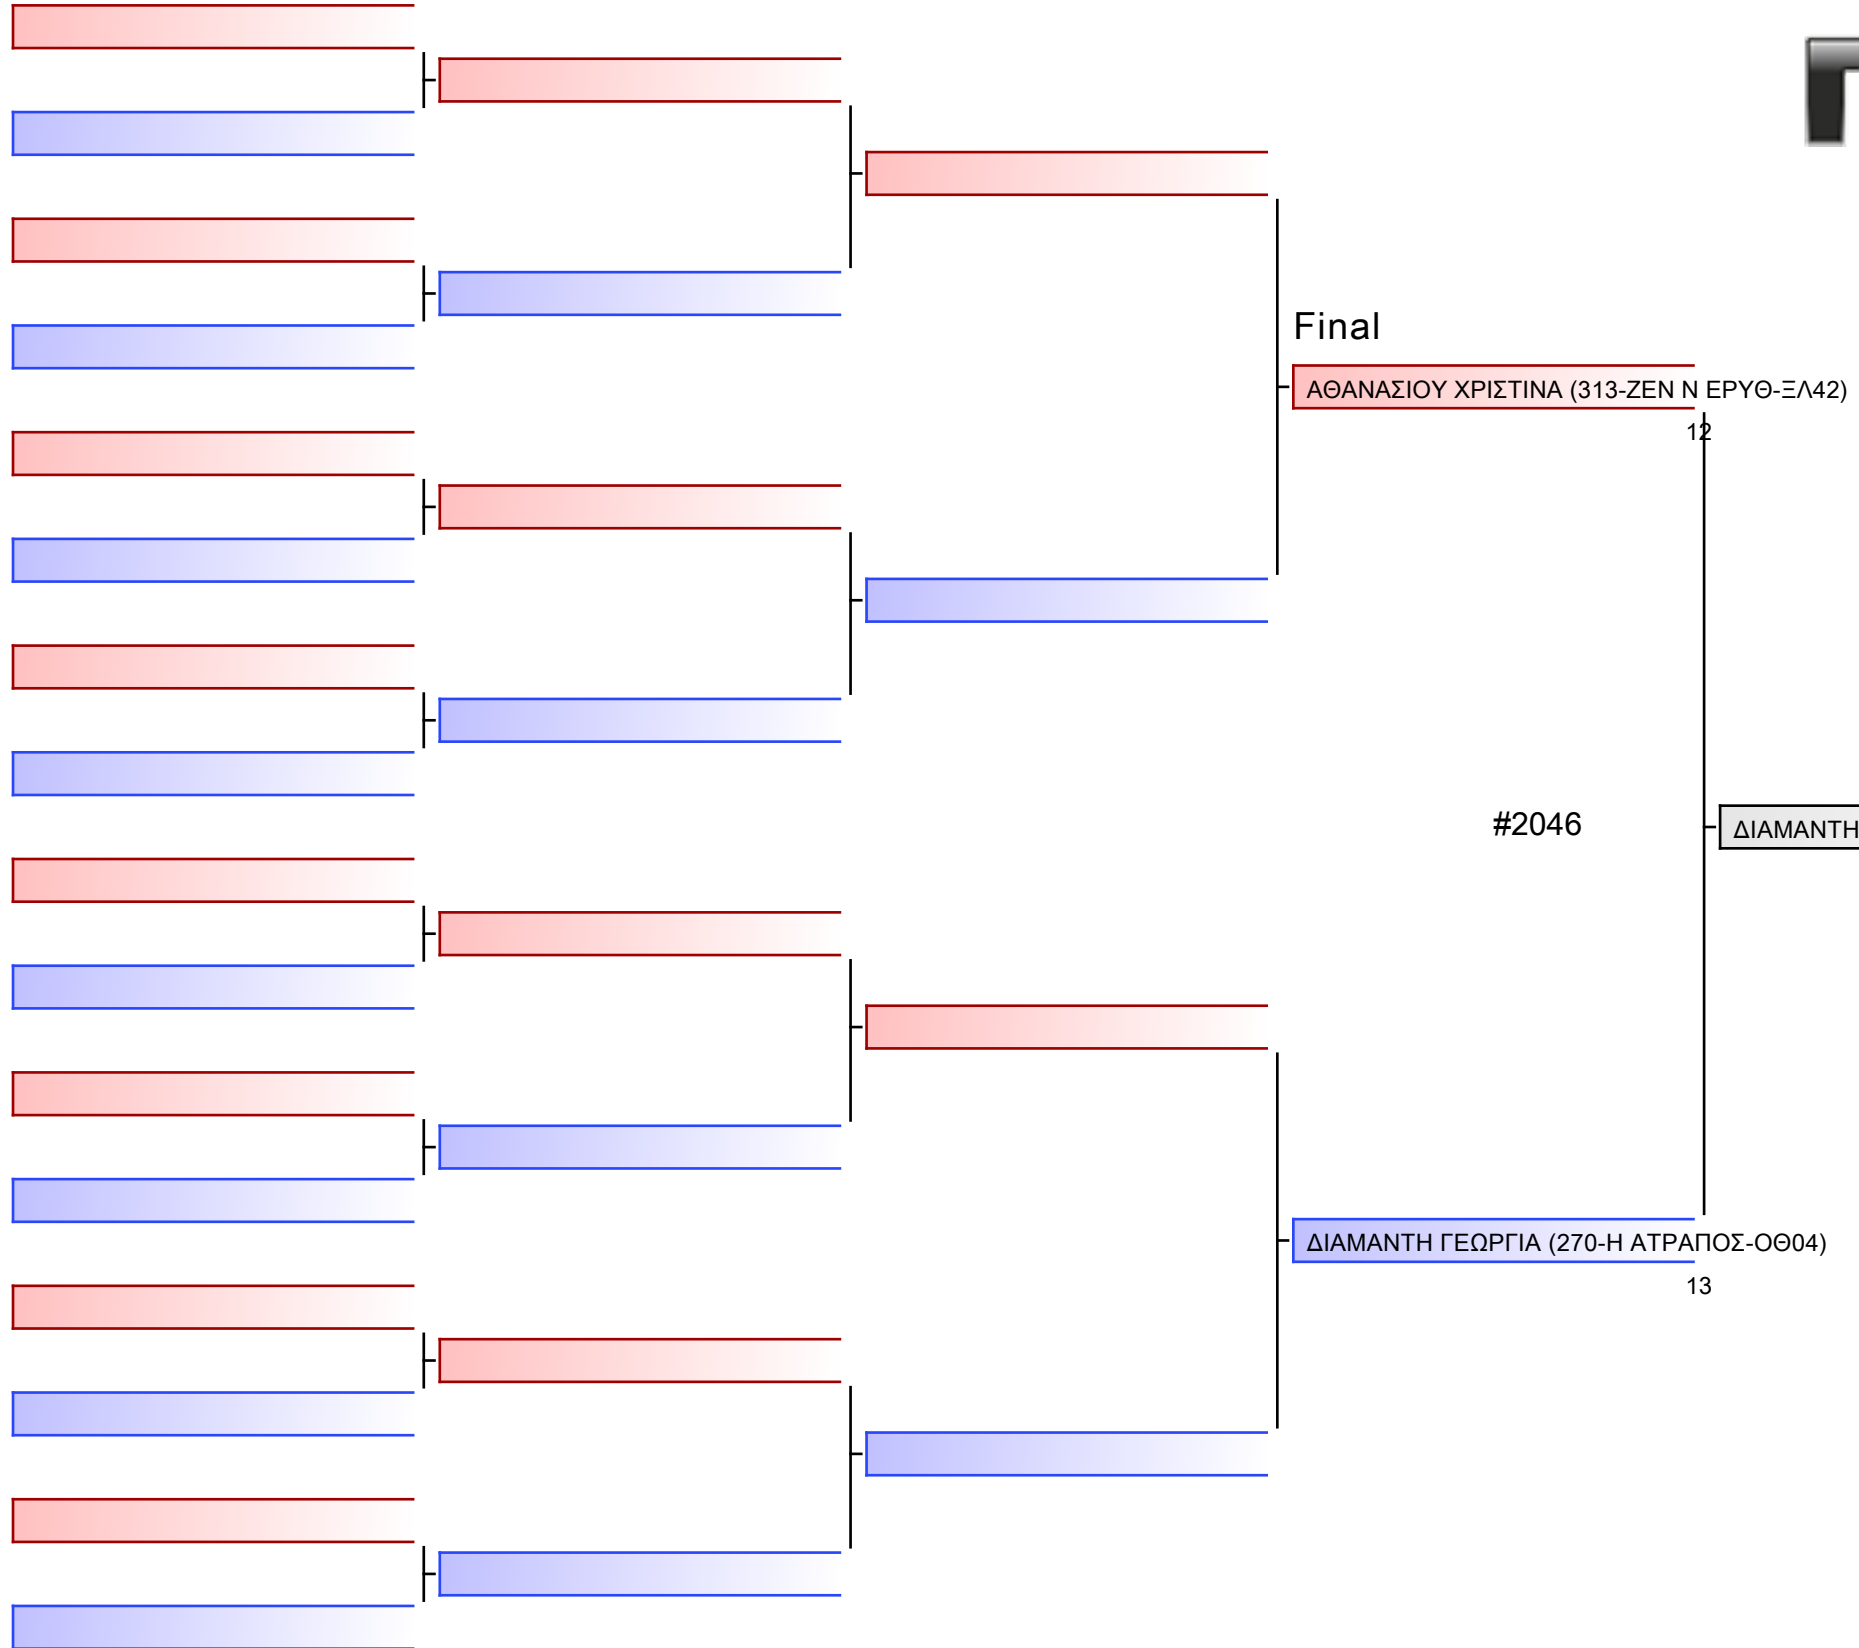 Final
ΑΘΑΝΑΣΙΟΥ ΧΡΙΣΤΙΝΑ (313-ΖΕΝ Ν ΕΡΥΘ-ΞΛ42)
12
#2046
ΔΙΑΜΑΝΤΗ
ΔΙΑΜΑΝΤΗ ΓΕΩΡΓΙΑ (270-Η ΑΤΡΑΠΟΣ-ΟΘ04)
13